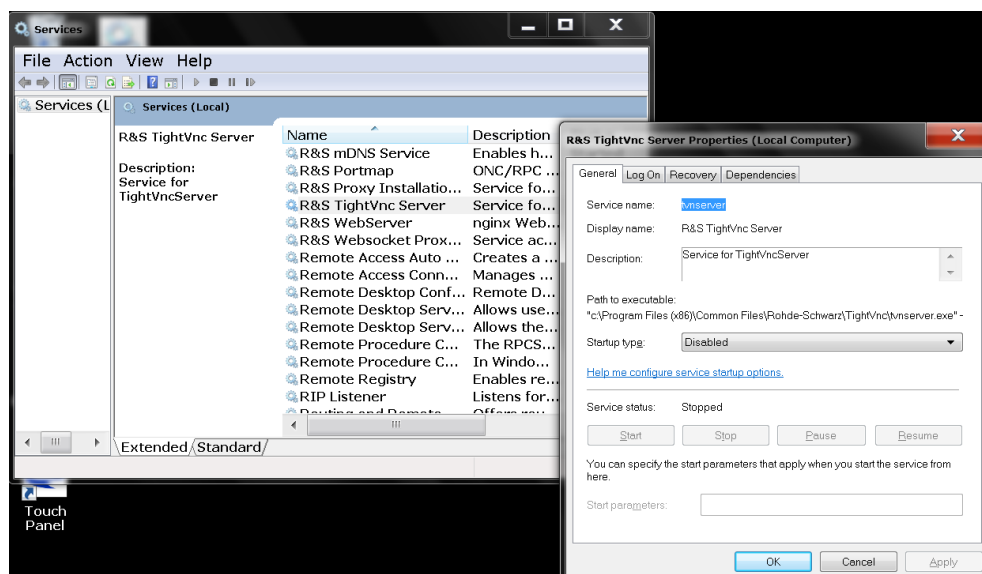 Services
File Action View Help
Services (L
Services (Local)
R&S TightVnc Server
Description:
Service for
TightVncServer
Name Description
R&S mDNS Service Enables h...
R&S Portmap ONC/RPC ...
R&S Proxy Installatio... Service fo...
R&S TightVnc Server Service fo...
R&S WebServer nginx Web...
R&S Websocket Prox... Service ac...
Remote Access Auto ... Creates a ...
Remote Access Conn... Manages ...
Remote Desktop Conf... Remote D...
Remote Desktop Serv... Allows use...
Remote Desktop Serv... Allows the...
Remote Procedure C... The RPCS...
Remote Procedure C... In Windo...
Remote Registry Enables re...
RIP Listener Listens for...
Routing and Remote Offers rou
Extended Standard
Touch
Panel
R&S TightVnc Server Properties (Local Computer)
General Log On Recovery Dependencies
Service name: tvnserver
Display name: R&S TightVnc Server
Description: Service for TightVncServer
Path to executable:
"c:\Program Files (x86)\Common Files\Rohde-Schwarz\TightVnc\tvnserver.exe" -
Startup type: Disabled
Help me configure service startup options.
Service status: Stopped
Start Stop Pause Resume
You can specify the start parameters that apply when you start the service from
here.
Start parameters:
OK Cancel Apply